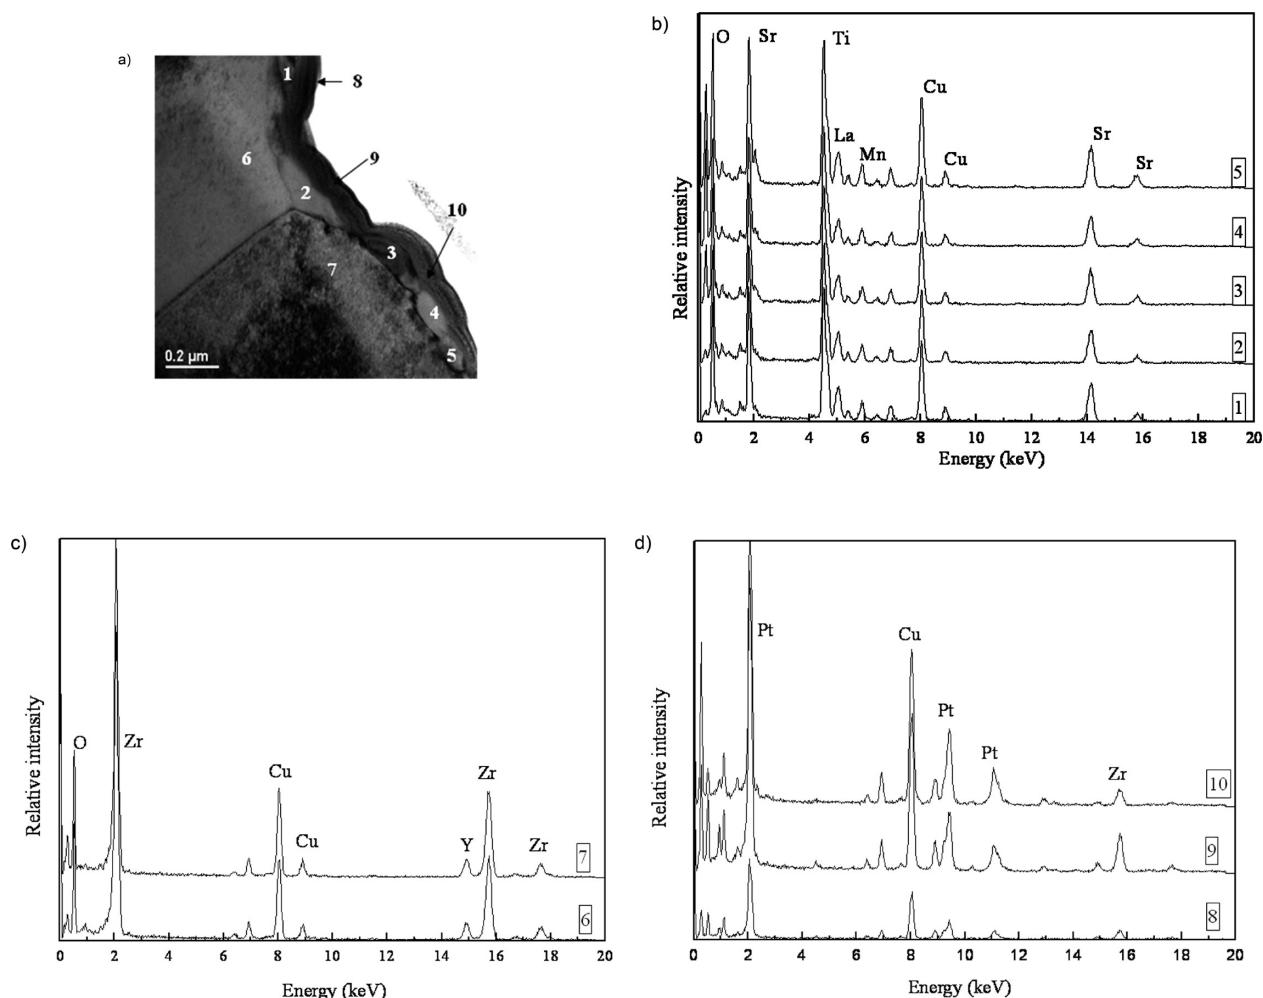 a)
1
8
6
9
2
10
3
7
4
5
0.2 μm
b)
Relative intensity
O
Sr
Ti
Cu
La
Mn
Cu
Sr
Sr
5
4
3
2
1
0 2 4 6 8 10 12 14 16 18 20
Energy (keV)
c)
Relative intensity
O
Zr
Cu
Cu
Y
Zr
Zr
7
6
0 2 4 6 8 10 12 14 16 18 20
Energy (keV)
d)
Relative intensity
Pt
Cu
Pt
Pt
Zr
10
9
8
0 2 4 6 8 10 12 14 16 18 20
Energy (keV)